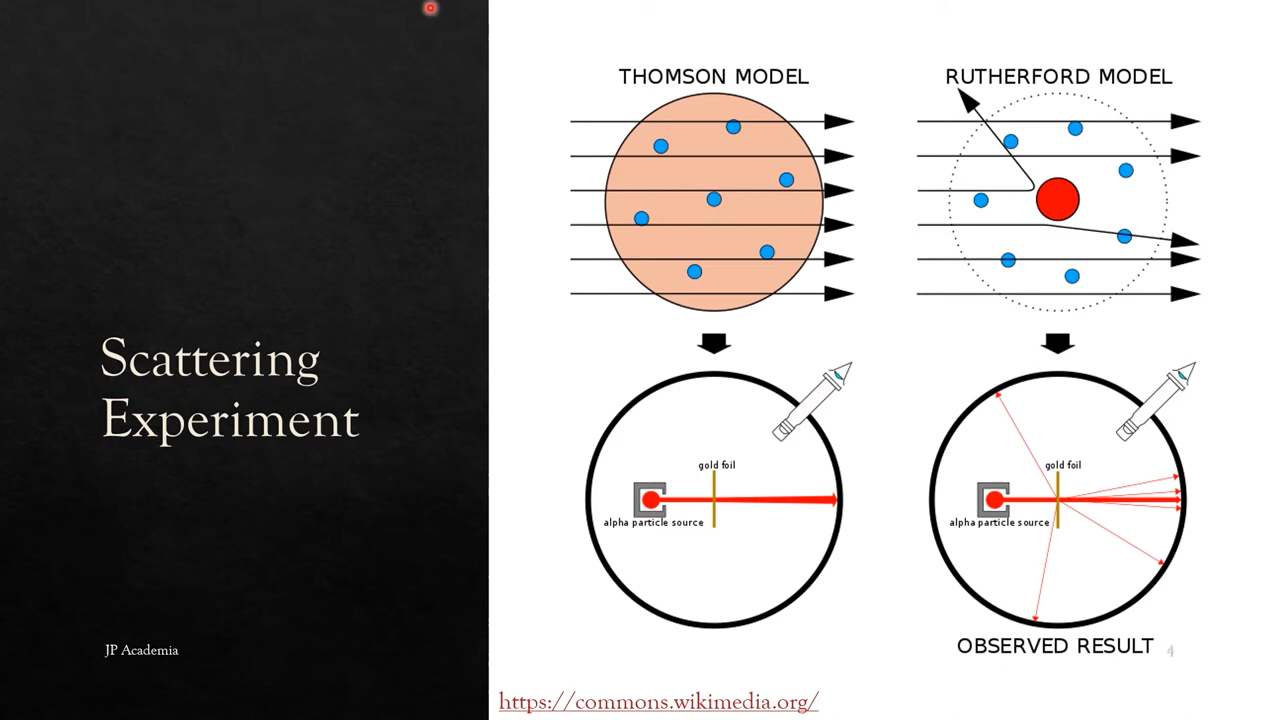 Scattering
Experiment
JP Academia
THOMSON MODEL
RUTHERFORD MODEL
gold foil
alpha particle source
gold foil
alpha particle source
OBSERVED RESULT
4
https://commons.wikimedia.org/